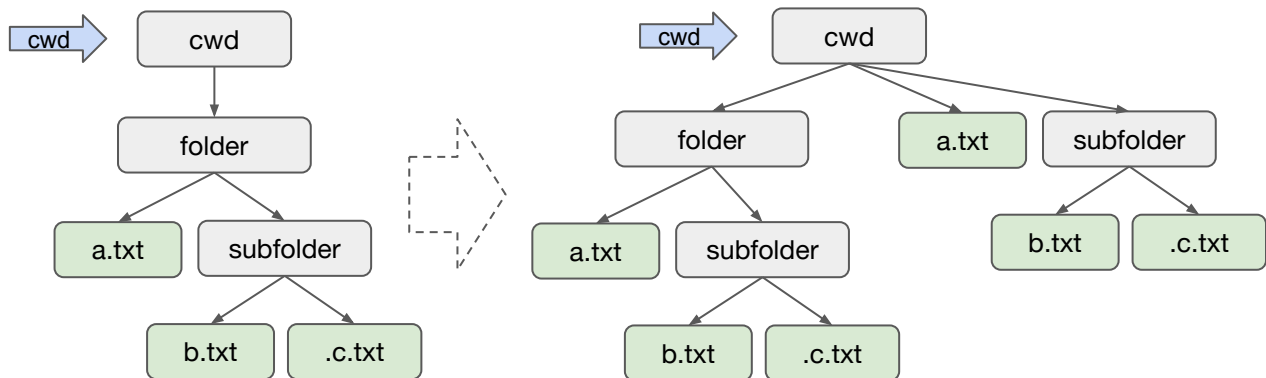 cwd
cwd
folder
a.txt
subfolder
b.txt
.c.txt
cwd
cwd
folder
a.txt
subfolder
a.txt
subfolder
b.txt
.c.txt
b.txt
.c.txt